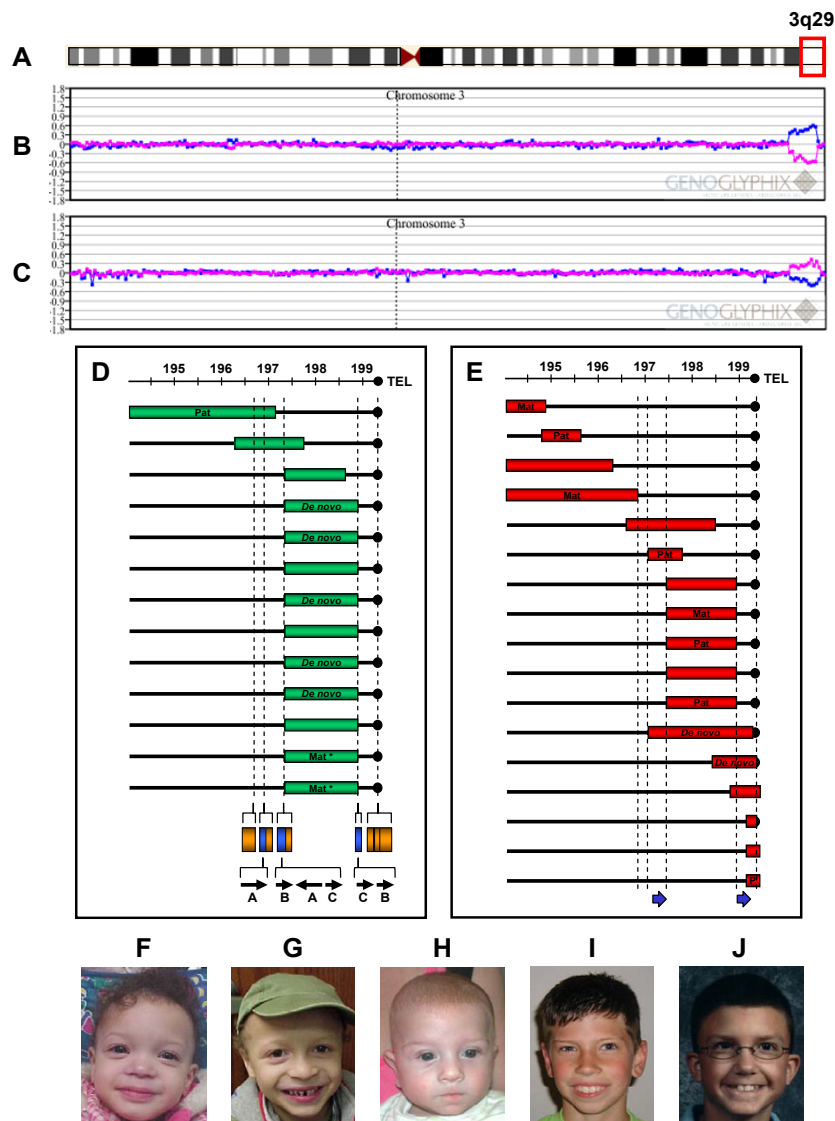 3q29
A
Chromosome 3
1.8
1.5
1.2
0.9
0.6
0.3
0
-0.3
-0.6
-0.9
-1.2
-1.5
-1.8
B
GENOGLYPHIX
Chromosome 3
1.8
1.5
1.2
0.9
0.6
0.3
0
-0.3
-0.6
-0.9
-1.2
-1.5
-1.8
C
GENOGLYPHIX
D
195 196 197 198 199
TEL
Pat
De novo
De novo
De novo
De novo
De novo
Mat *
Mat *
A B A C C B
E
195 196 197 198 199
TEL
Mat
Pat
Mat
Pat
Mat
Pat
Pat
De novo
De novo
P
F G H I J